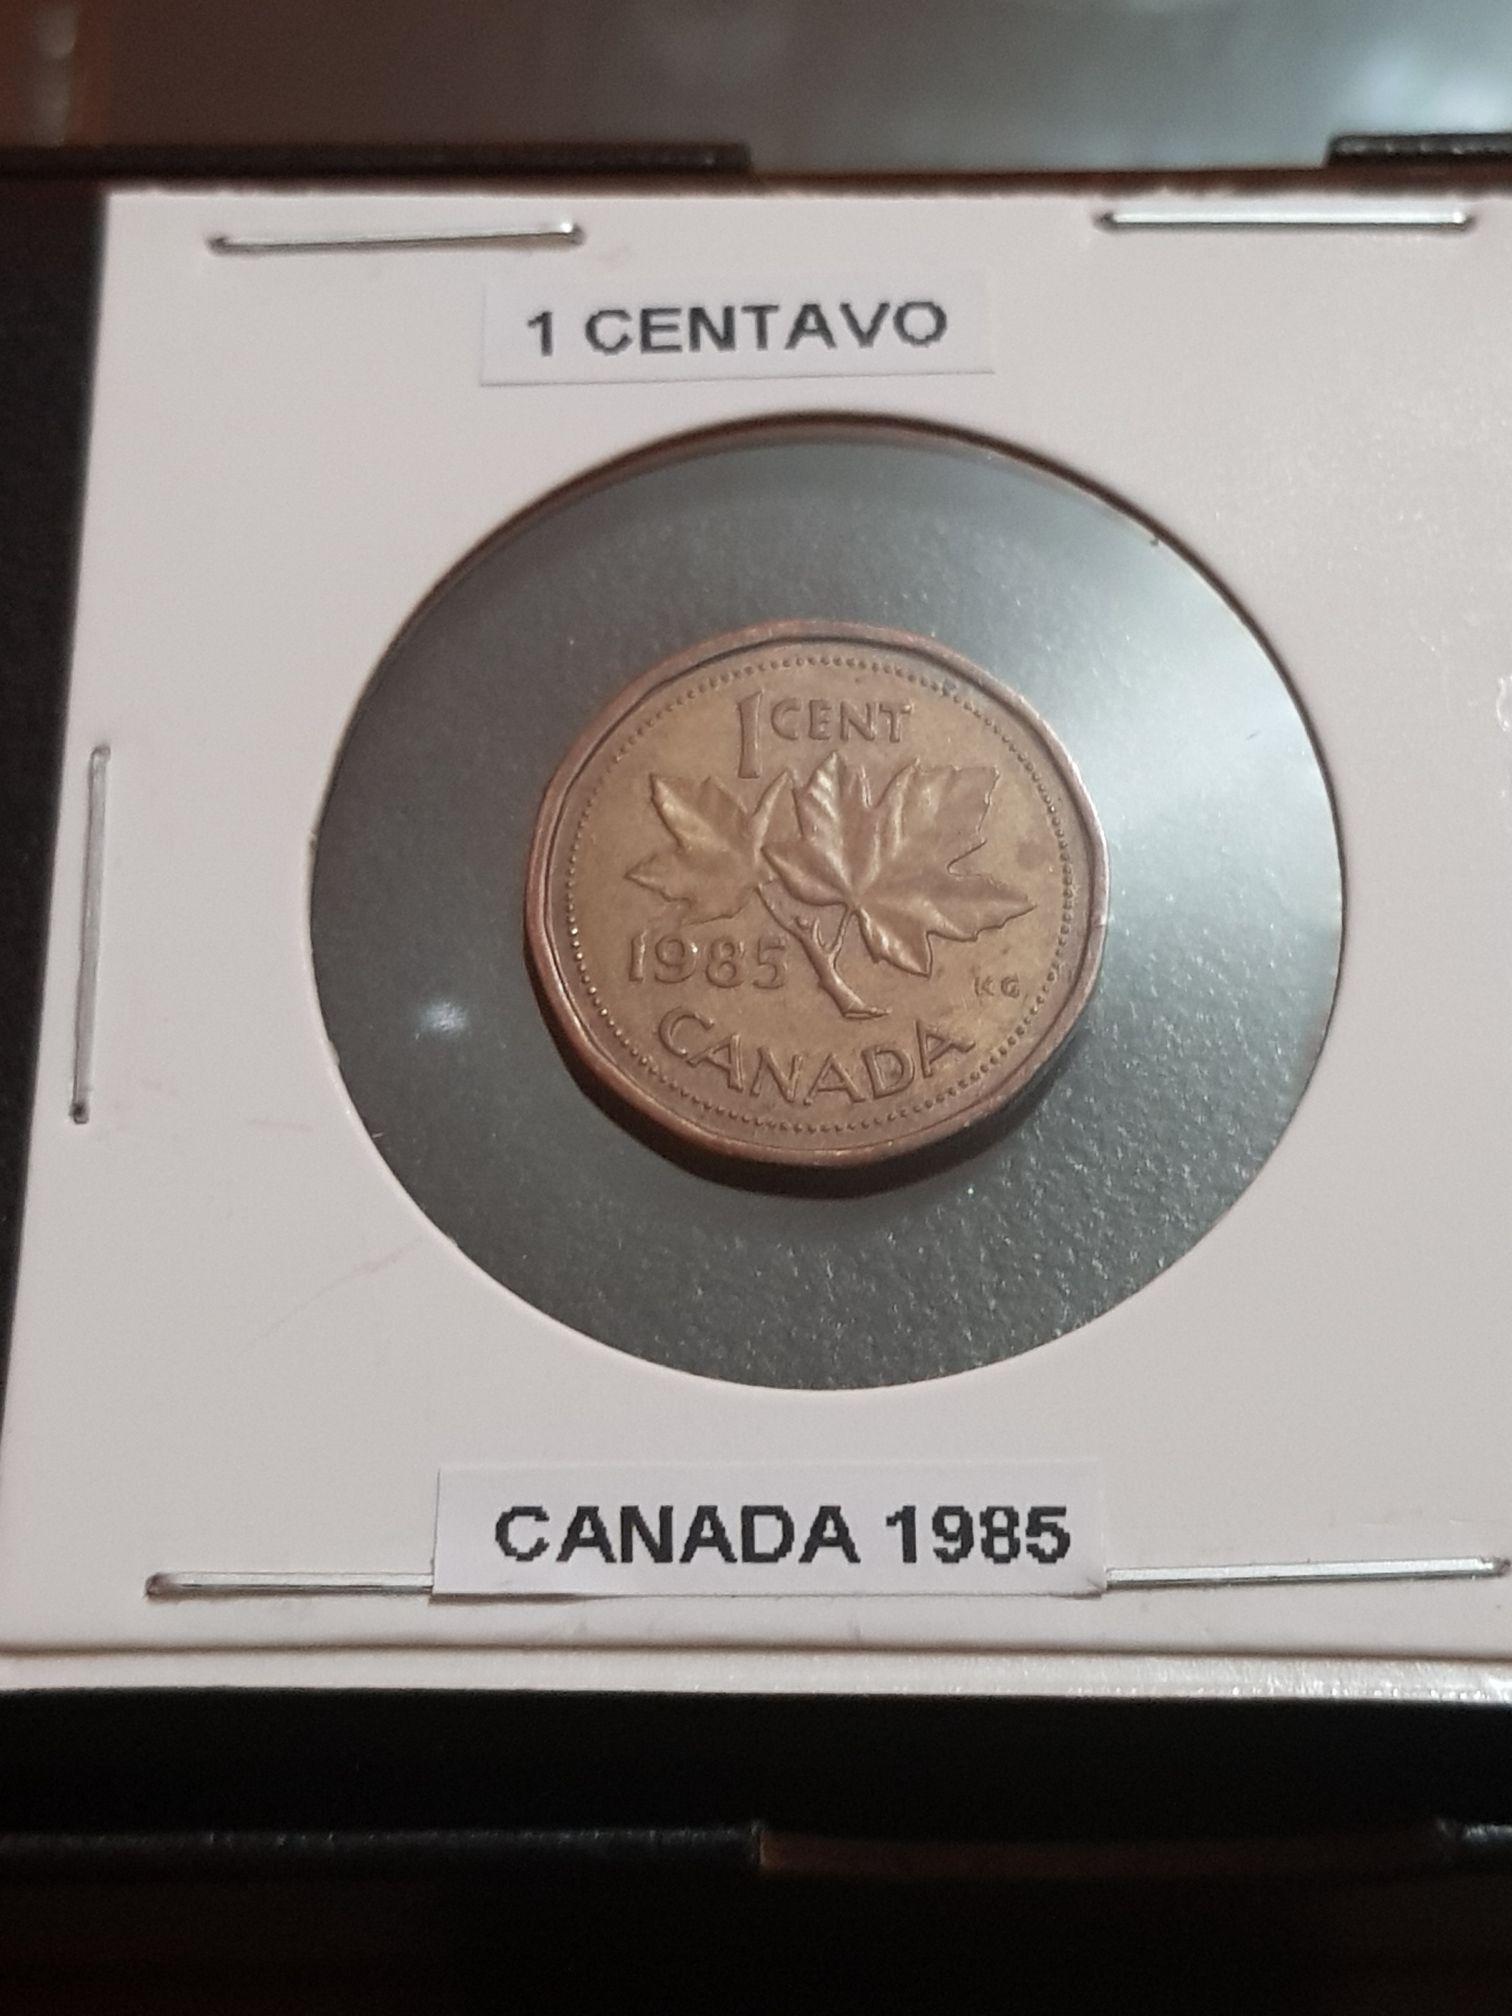 1 CENTAVO
1 CENT
1985
KG
CANADA
CANADA 1985